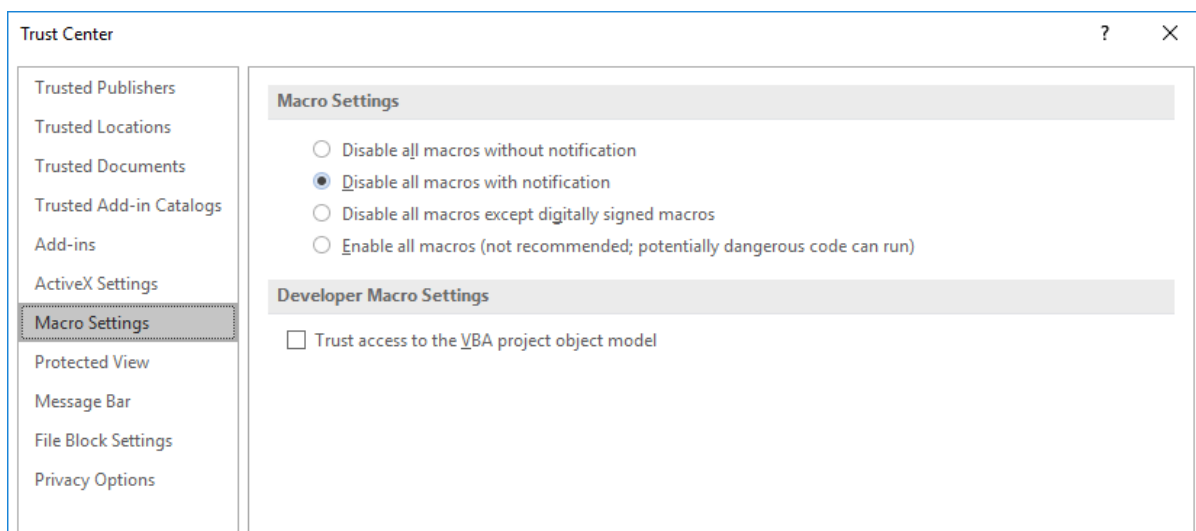 Trust Center
?
Trusted Publishers
Trusted Locations
Trusted Documents
Trusted Add-in Catalogs
Add-ins
ActiveX Settings
Macro Settings
Protected View
Message Bar
File Block Settings
Privacy Options
Macro Settings
Disable all macros without notification
Disable all macros with notification
Disable all macros except digitally signed macros
Enable all macros (not recommended; potentially dangerous code can run)
Developer Macro Settings
Trust access to the VBA project object model